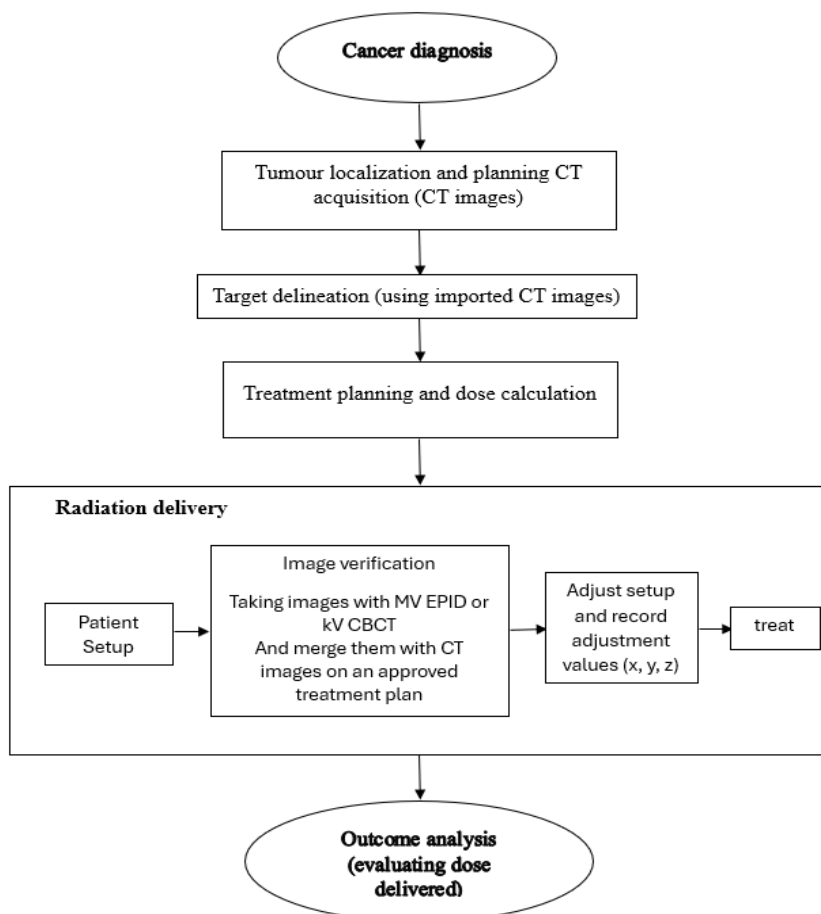 Cancer diagnosis
Tumour localization and planning CT
acquisition (CT images)
Target delineation (using imported CT images)
Treatment planning and dose calculation
Radiation delivery
Patient
Setup
Image verification
Taking images with MV EPID or
kV CBCT
And merge them with CT
images on an approved
treatment plan
Adjust setup
and record
adjustment
values (x, y, z)
treat
Outcome analysis
(evaluating dose
delivered)